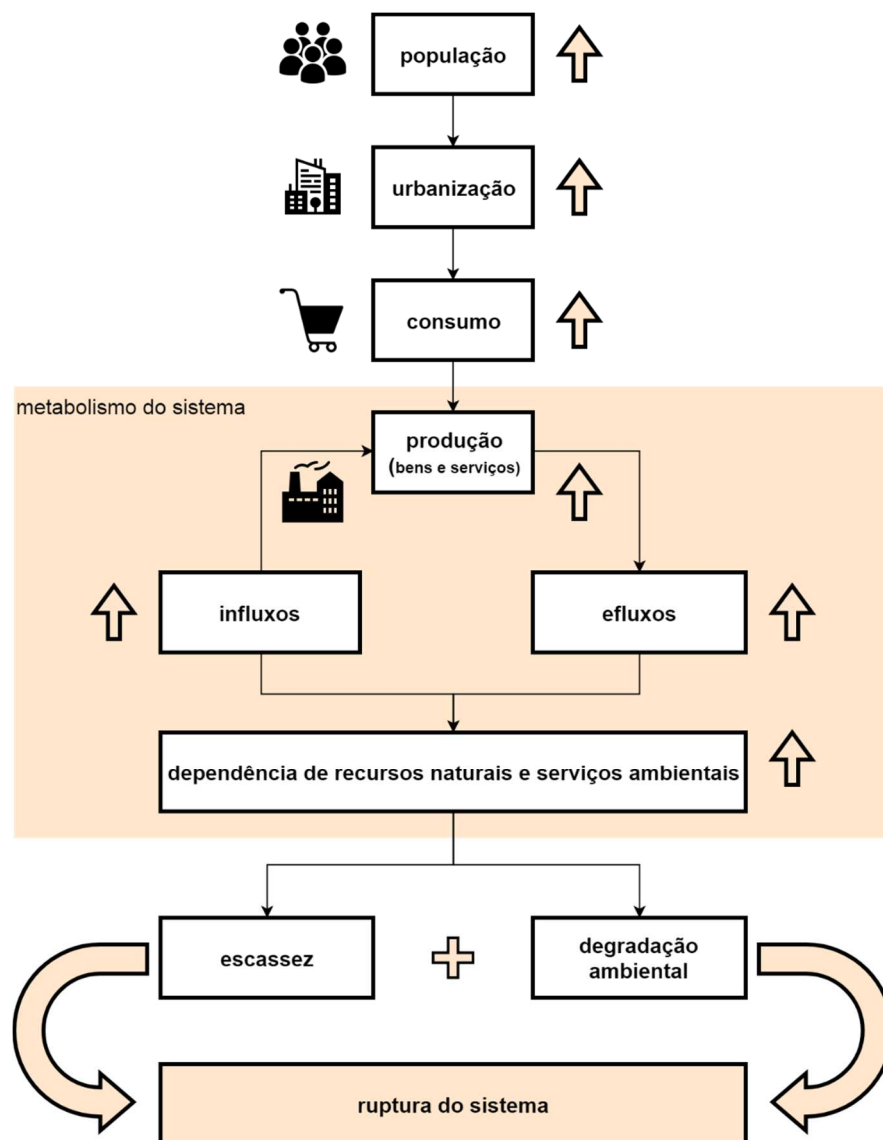 população
urbanização
consumo
metabolismo do sistema
produção
(bens e serviços)
influxos
efluxos
dependência de recursos naturais e serviços ambientais
escassez
degradação
ambiental
ruptura do sistema